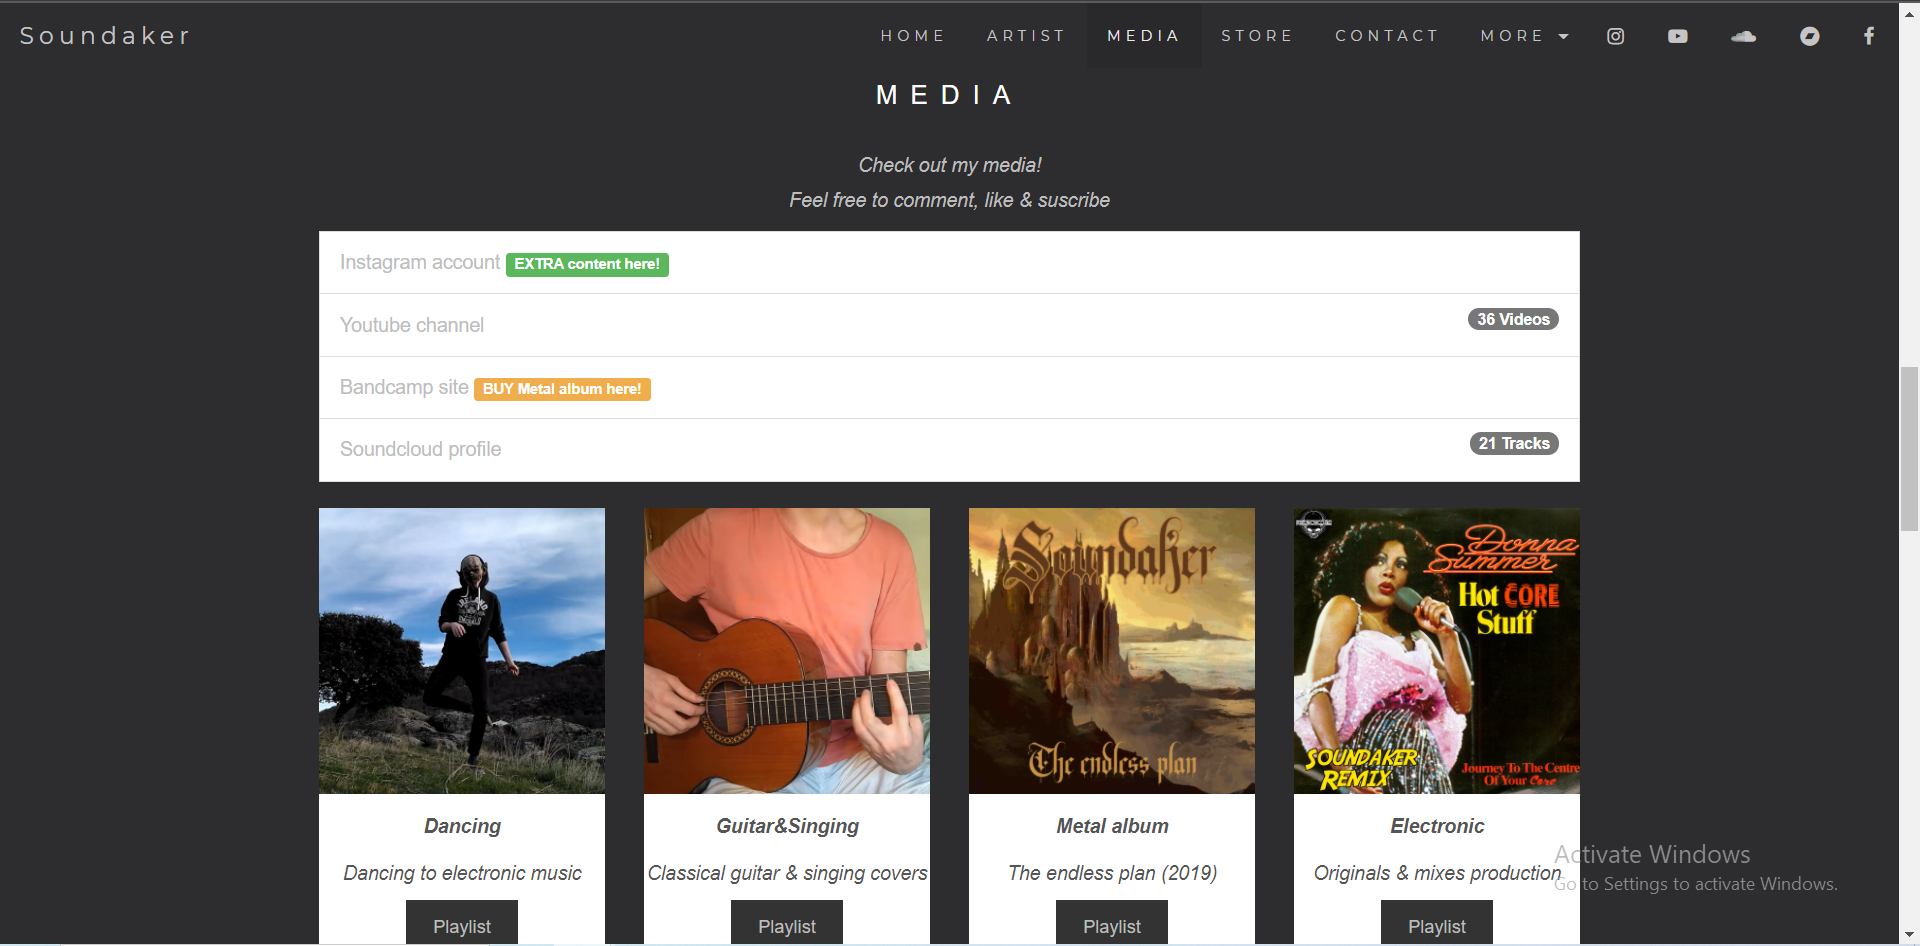 Soundaker
HOME ARTIST MEDIA STORE CONTACT MORE
MEDIA
Check out my media!
Feel free to comment, like & suscribe
Instagram account EXTRA content here!
Youtube channel 36 Videos
Bandcamp site BUY Metal album here!
Soundcloud profile 21 Tracks
IRELAND
EMERALD
Soundaker
The endless plan
Donna
Summer
Hot CORE
Stuff
SOUNDAKER
REMIX
Journey To The Centre
Of Your Core
Dancing
Dancing to electronic music
Playlist
Guitar&Singing
Classical guitar & singing covers
Playlist
Metal album
The endless plan (2019)
Playlist
Electronic
Originals & mixes production
Playlist
Activate Windows
Go to Settings to activate Windows.